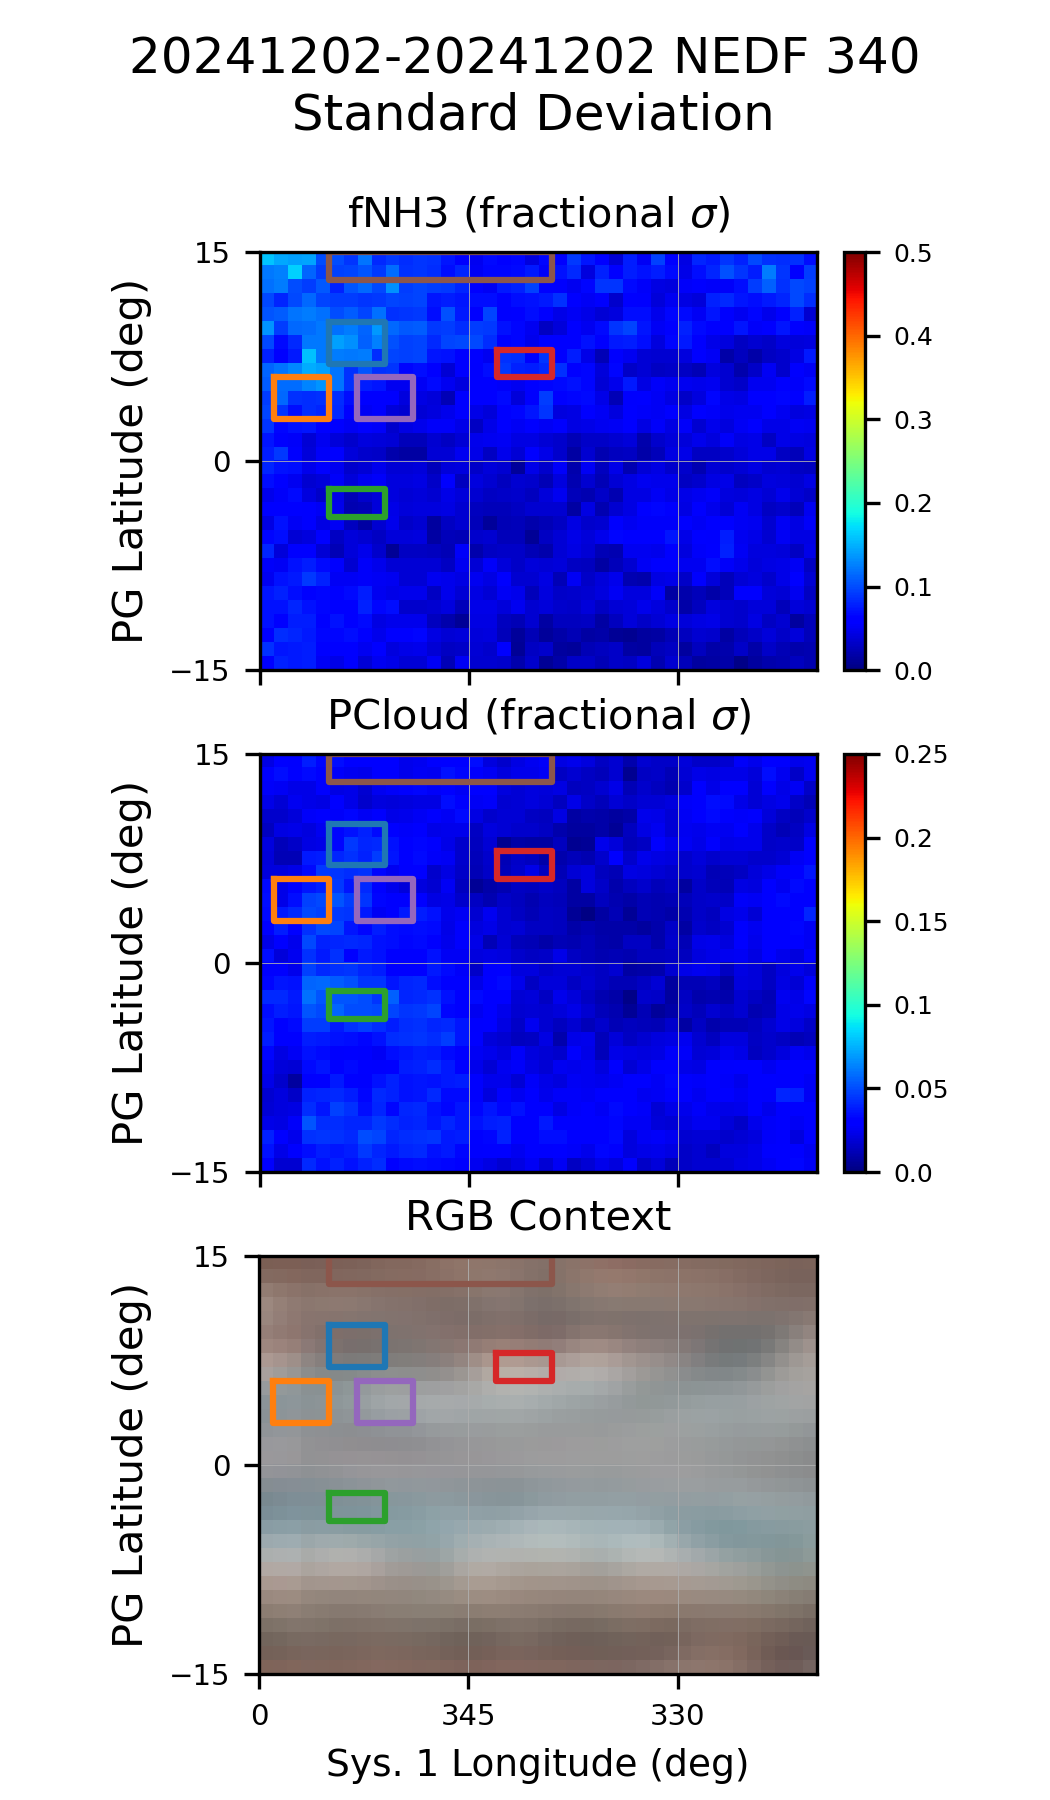 20241202-20241202 NEDF 340
Standard Deviation
fNH3 (fractional σ)
15
0
−15
PG Latitude (deg)
0.5
0.4
0.3
0.2
0.1
0.0
PCloud (fractional σ)
15
0
−15
PG Latitude (deg)
0.25
0.2
0.15
0.1
0.05
0.0
RGB Context
15
0
−15
PG Latitude (deg)
0 345 330
Sys. 1 Longitude (deg)